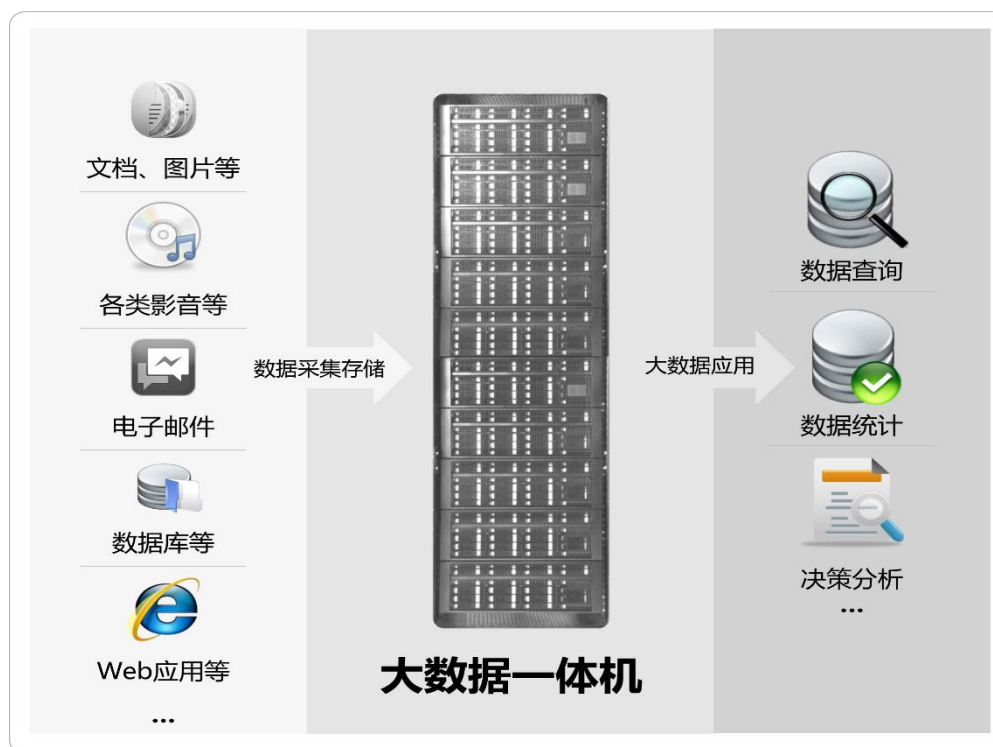 文档、图片等
各类影音等
电子邮件
数据库等
Web应用等
...
数据采集存储
大数据一体机
大数据应用
数据查询
数据统计
决策分析
...